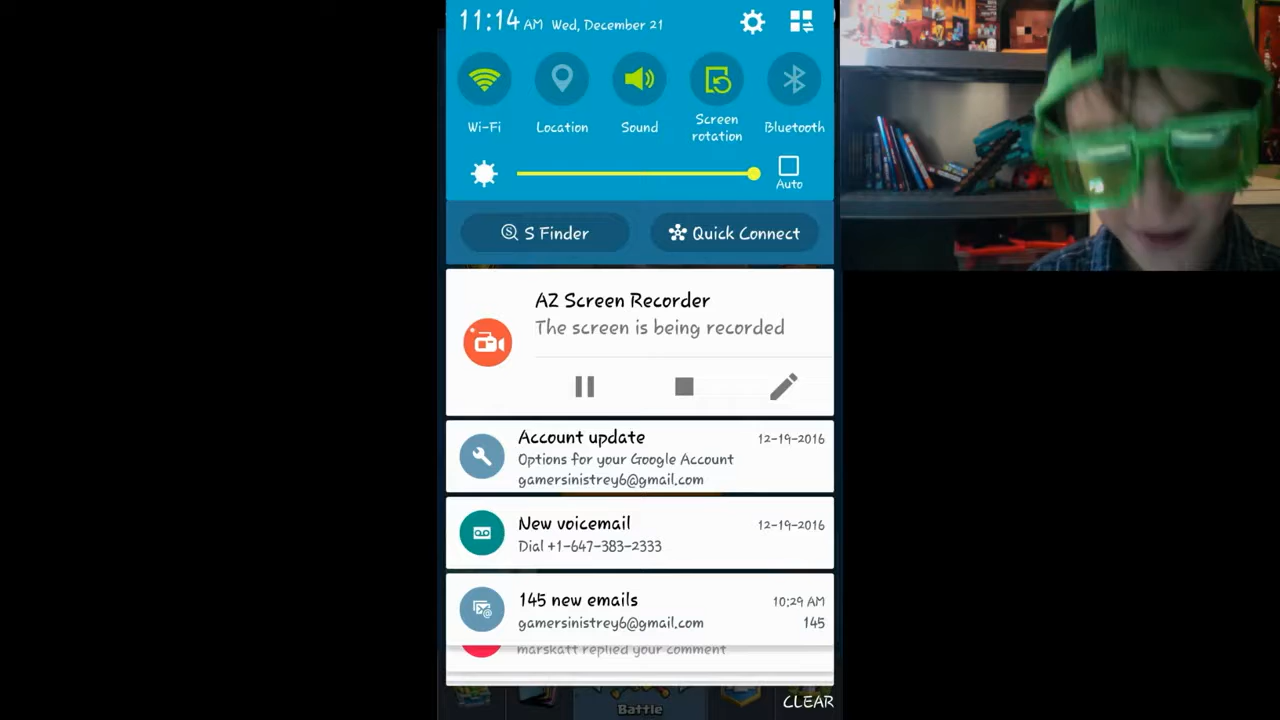 11:14 AM Wed, December 21
Wi-Fi
Location
Sound
Screen rotation
Bluetooth
Auto
S Finder
Quick Connect
AZ Screen Recorder
The screen is being recorded
Account update 12-19-2016
Options for your Google Account
gamersinistrey6@gmail.com
New voicemail 12-19-2016
Dial +1-647-383-2333
145 new emails 10:29 AM
gamersinistrey6@gmail.com 145
marskatt replied your comment
Battle
CLEAR